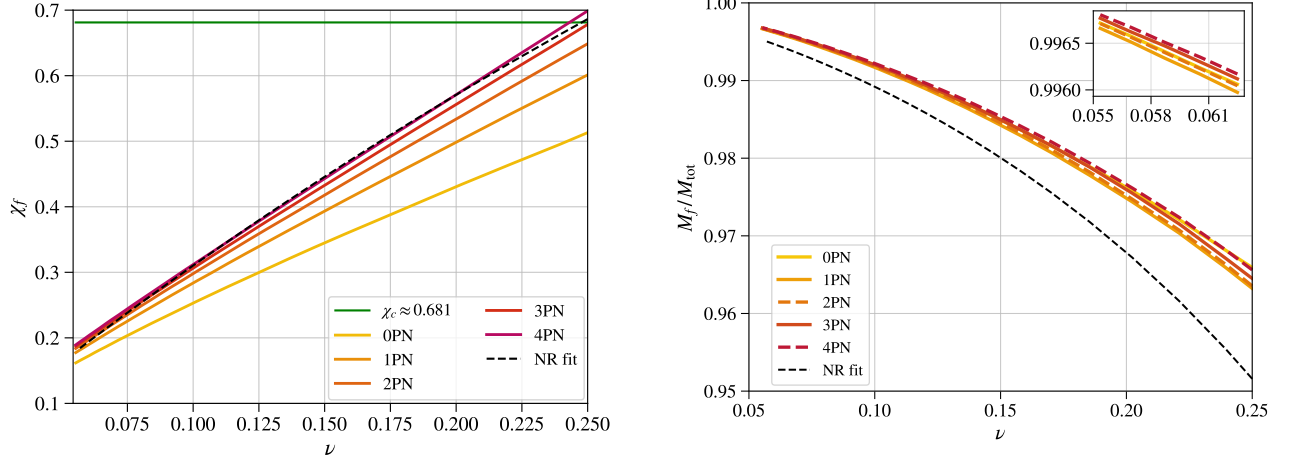 0.7
0.6
0.5
0.4
0.3
0.2
0.1
χ_f
χ_c ≈ 0.681
0PN
1PN
2PN
3PN
4PN
NR fit
0.075 0.100 0.125 0.150 0.175 0.200 0.225 0.250
ν
1.00
0.99
0.98
0.97
0.96
0.95
M_f/M_tot
0.9965
0.9960
0.055 0.058 0.061
0PN
1PN
2PN
3PN
4PN
NR fit
0.05 0.10 0.15 0.20 0.25
ν